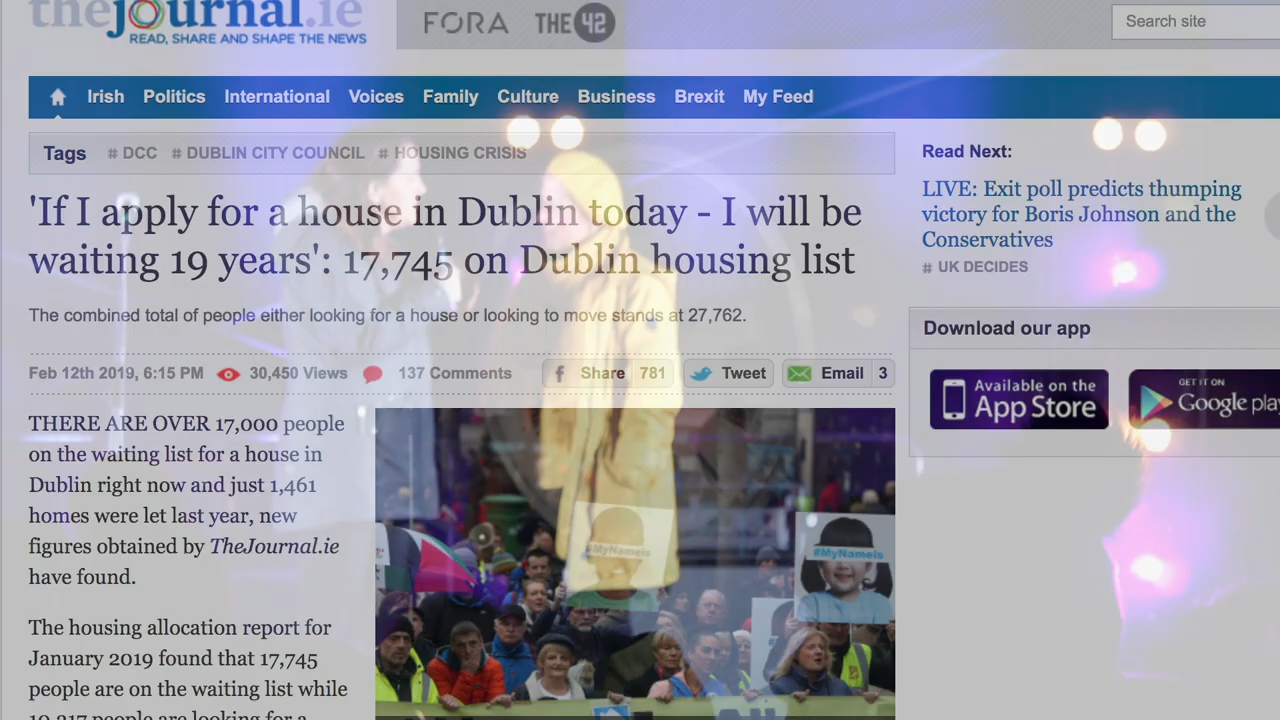 thejournal.ie
READ, SHARE AND SHAPE THE NEWS
FORA THE 42
Search site
Irish Politics International Voices Family Culture Business Brexit My Feed
Tags # DCC # DUBLIN CITY COUNCIL # HOUSING CRISIS
'If I apply for a house in Dublin today - I will be
waiting 19 years': 17,745 on Dublin housing list
The combined total of people either looking for a house or looking to move stands at 27,762.
Feb 12th 2019, 6:15 PM 30,450 Views 137 Comments Share 781 Tweet Email 3
THERE ARE OVER 17,000 people
on the waiting list for a house in
Dublin right now and just 1,461
homes were let last year, new
figures obtained by TheJournal.ie
have found.
The housing allocation report for
January 2019 found that 17,745
people are on the waiting list while
#MyNameis
#MyNameis
Read Next:
LIVE: Exit poll predicts thumping
victory for Boris Johnson and the
Conservatives
# UK DECIDES
Download our app
Available on the
App Store
GET IT ON
Google play